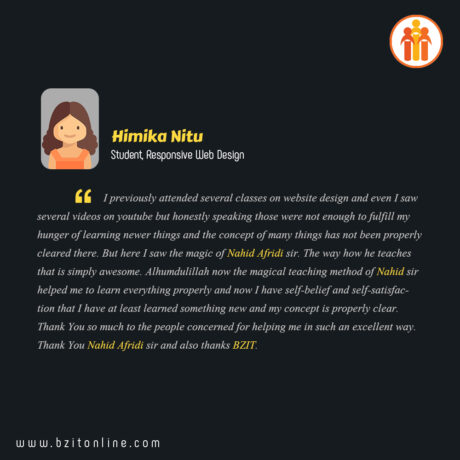 Himika Nitu
Student, Responsive Web Design
“ I previously attended several classes on website design and even I saw
several videos on youtube but honestly speaking those were not enough to fulfill my
hunger of learning newer things and the concept of many things has not been properly
cleared there. But here I saw the magic of Nahid Afridi sir. The way how he teaches
that is simply awesome. Alhumdulillah now the magical teaching method of Nahid sir
helped me to learn everything properly and now I have self-belief and self-satisfac-
tion that I have at least learned something new and my concept is properly clear.
Thank You so much to the people concerned for helping me in such an excellent way.
Thank You Nahid Afridi sir and also thanks BZIT.
www.bzitonline.com